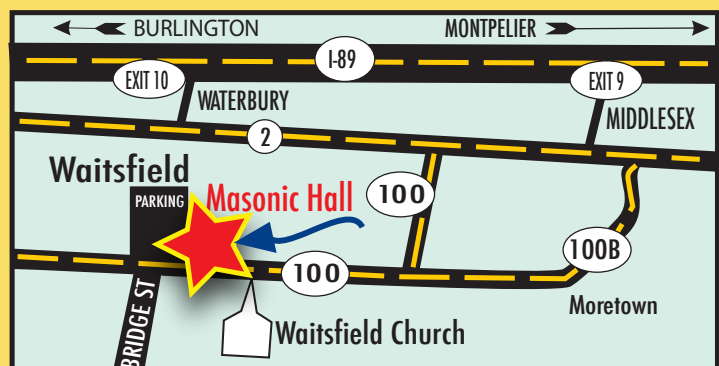 BURLINGTON
MONTPELIER
I-89
EXIT 10
EXIT 9
WATERBURY
MIDDLESEX
2
Waitsfield
PARKING
Masonic Hall
100
100
100B
Moretown
BRIDGE ST
Waitsfield Church